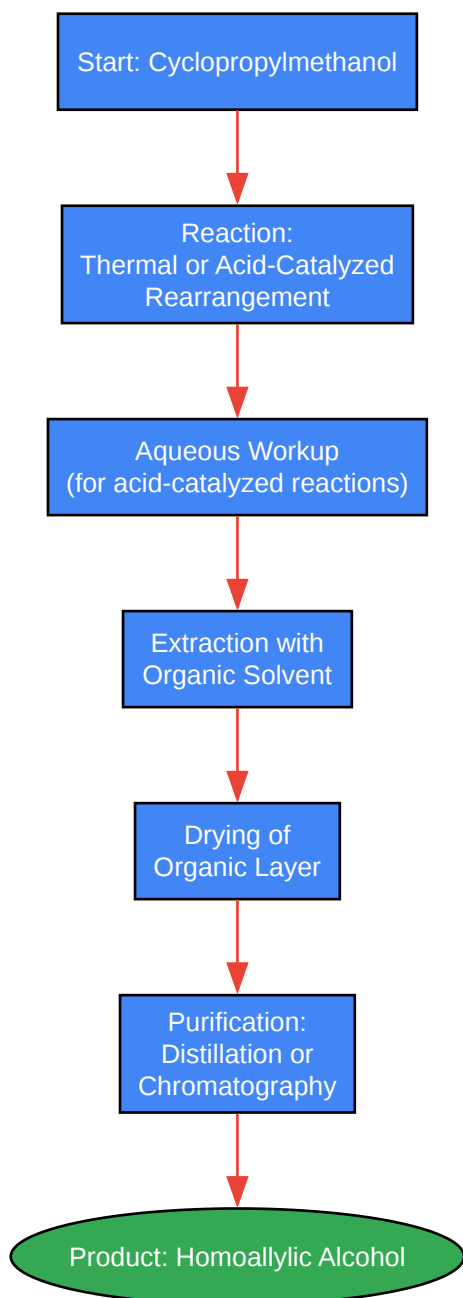 Start: Cyclopropylmethanol
Reaction:
Thermal or Acid-Catalyzed
Rearrangement
Aqueous Workup
(for acid-catalyzed reactions)
Extraction with
Organic Solvent
Drying of
Organic Layer
Purification:
Distillation or
Chromatography
Product: Homoallylic Alcohol